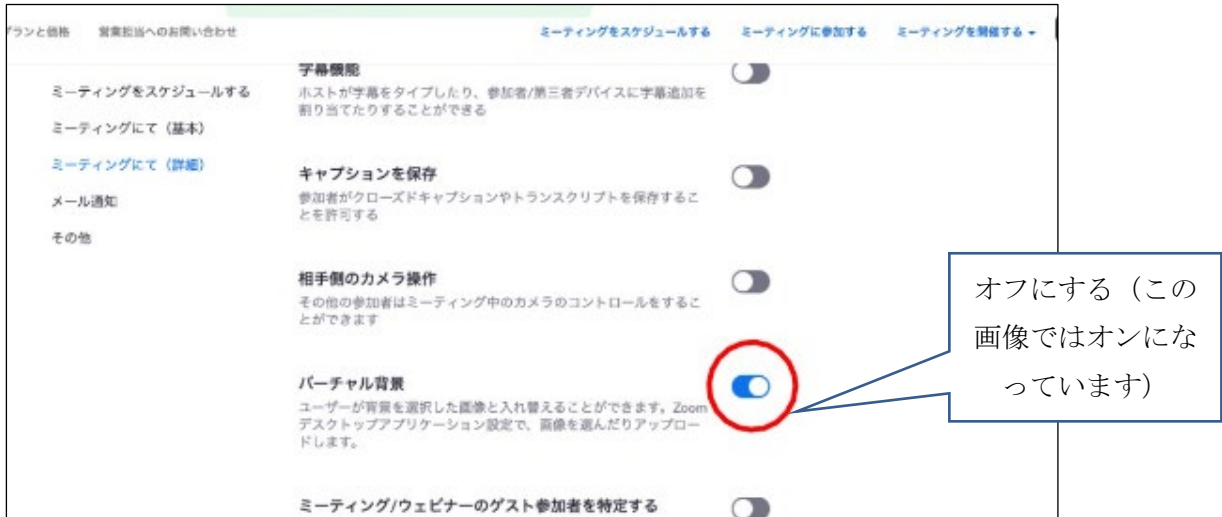 ランと価格 営業担当へのお問い合わせ ミーティングをスケジュールする ミーティングに参加する ミーティングを開催する
ミーティングをスケジュールする
ミーティングにて（基本）
ミーティングにて（詳細）
メール通知
その他
字幕機能
ホストが字幕をタイプしたり、参加者/第三者デバイスに字幕追加を
割り当てたりすることができる
キャプションを保存
参加者がクローズドキャプションやトランスクリプトを保存するこ
とを許可する
相手側のカメラ操作
その他の参加者はミーティング中のカメラのコントロールをするこ
とができます
バーチャル背景
ユーザーが背景を選択した画像と入れ替えることができます。Zoom
デスクトップアプリケーション設定で、画像を選んだりアップロー
ドします。
ミーティング/ウェビナーのゲスト参加者を特定する
オフにする（この
画像ではオンにな
っています）